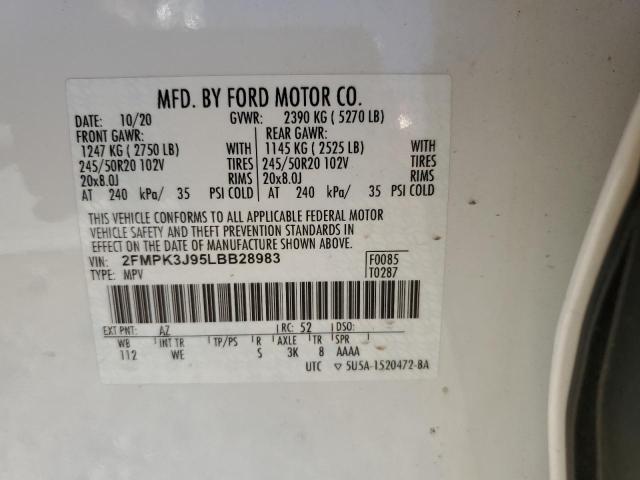 MFD. BY FORD MOTOR CO.
DATE: 10/20 GVWR: 2390 KG ( 5270 LB)
FRONT GAWR: REAR GAWR:
1247 KG ( 2750 LB) WITH 1145 KG ( 2525 LB) WITH
245/50R20 102V TIRES 245/50R20 102V TIRES
20x8.0J RIMS 20x8.0J RIMS
AT 240 kPa/ 35 PSI COLD AT 240 kPa/ 35 PSI COLD
THIS VEHICLE CONFORMS TO ALL APPLICABLE FEDERAL MOTOR
VEHICLE SAFETY AND THEFT PREVENTION STANDARDS IN
EFFECT ON THE DATE OF MANUFACTURE SHOWN ABOVE.
VIN: 2FMPK3J95LBB28983 F0085
TYPE: MPV T0287
EXT PNT: AZ RC: 52 DSO:
WB INT TR TP/PS R AXLE TR SPR
112 WE S 3K 8 AAAA
UTC ▽ 5U5A-1520472-BA